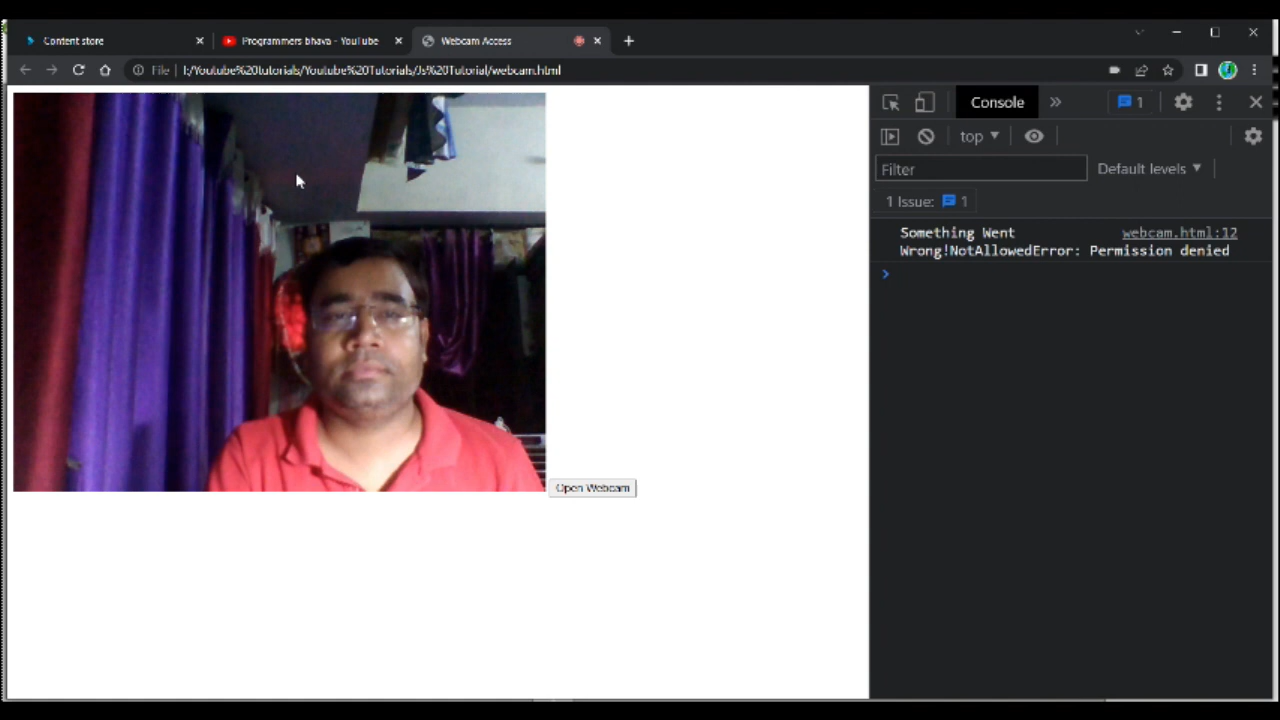 Content store
Programmers bhava - YouTube
Webcam Access
File
I:/Youtube%20tutorials/Youtube%20Tutorials/Js%20Tutorial/webcam.html
Console
1
top
Filter
Default levels
1 Issue:
1
Something Went
webcam.html:12
Wrong!NotAllowedError: Permission denied
Open Webcam